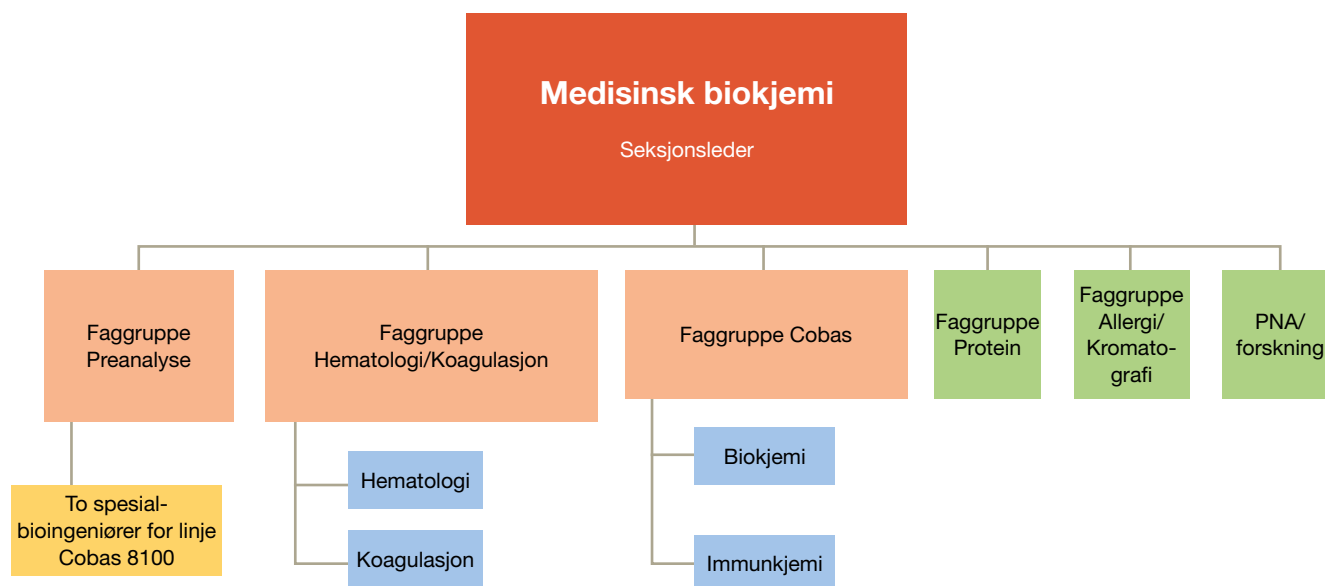 Medisinsk biokjemi
Seksjonsleder
Faggruppe
Preanalyse
Faggruppe
Hematologi/Koagulasjon
Faggruppe Cobas
Faggruppe
Protein
Faggruppe
Allergi/
Kromato-
grafi
PNA/
forskning
To spesial-
bioingeniører for linje
Cobas 8100
Hematologi
Koagulasjon
Biokjemi
Immunkjemi